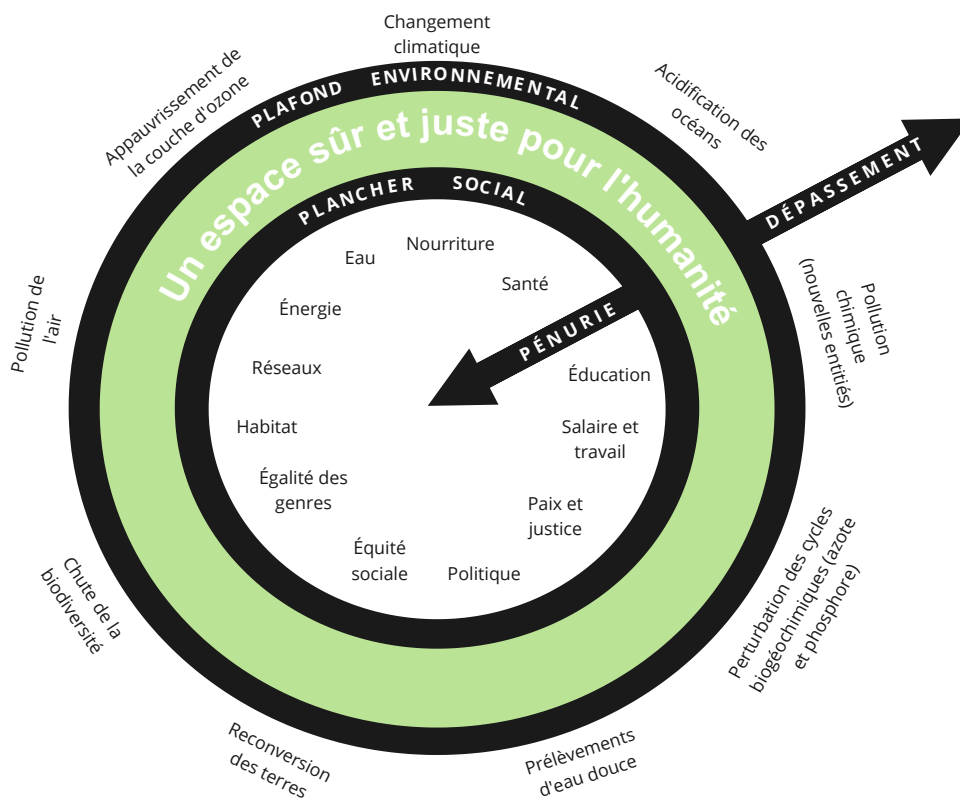 Changement
climatique
Acidification des
océans
DÉPASSEMENT
Pollution
chimique
(nouvelles entitiés)
Perturbation des cycles
biogéochimiques (azote
et phosphore)
Prélèvements
d'eau douce
Reconversion
des terres
Chute de la
biodiversité
Pollution de
l'air
Appauvrissement de
la couche d'ozone
PLAFOND ENVIRONNEMENTAL
Un espace sûr et juste pour l'humanité
PLANCHER SOCIAL
Nourriture
Santé
PÉNURIE
Éducation
Salaire et
travail
Paix et
justice
Politique
Équité
sociale
Égalité des
genres
Habitat
Réseaux
Énergie
Eau